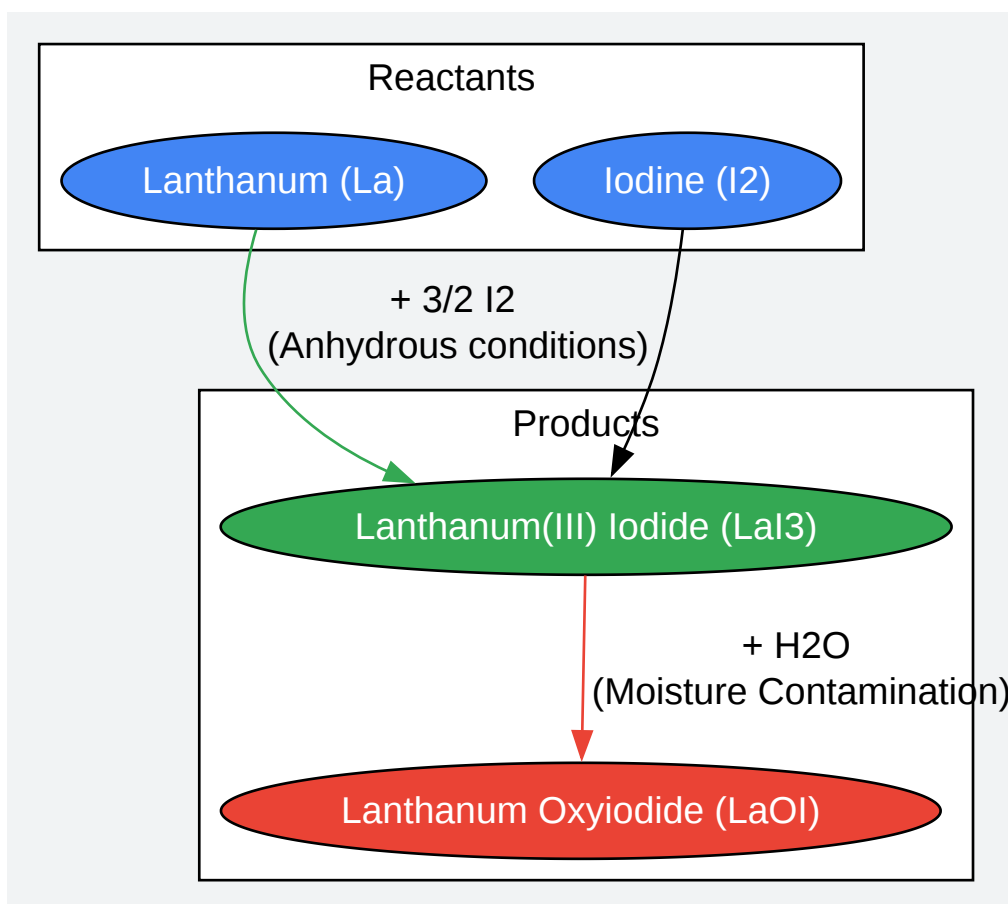 Reactants
Lanthanum (La)
Iodine (I2)
+ 3/2 I2
(Anhydrous conditions)
Products
Lanthanum(III) Iodide (LaI3)
+ H2O
(Moisture Contamination)
Lanthanum Oxyiodide (LaOI)